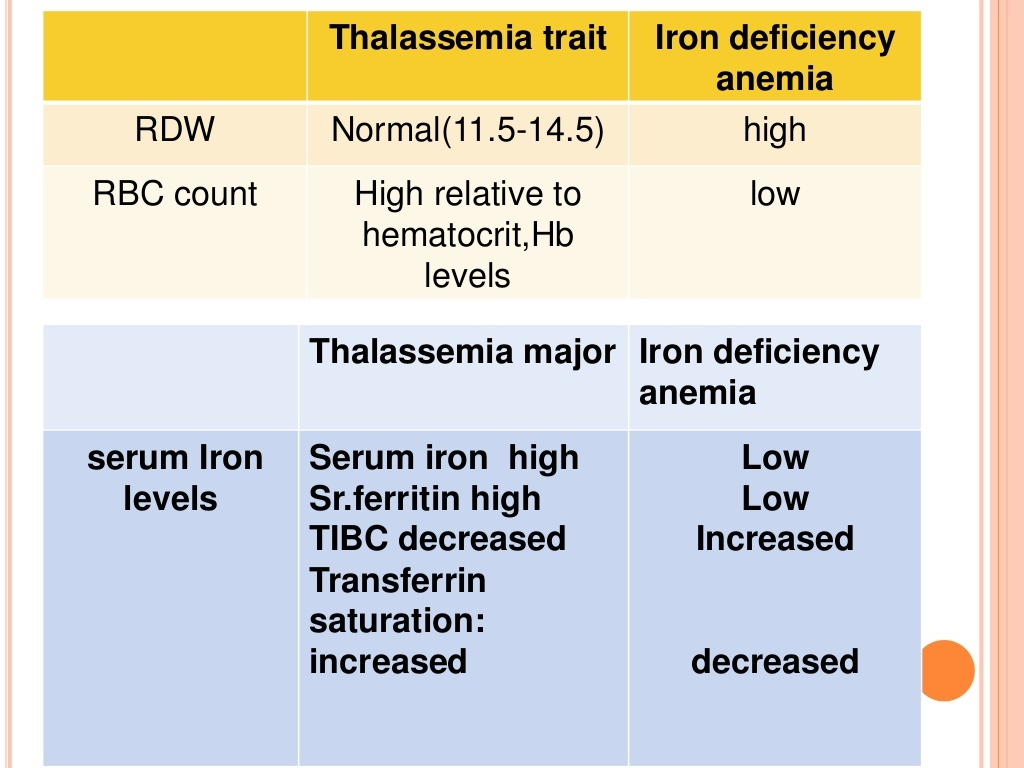 Thalassemia trait
Iron deficiency
anemia
RDW
Normal(11.5-14.5)
high
RBC count
High relative to
hematocrit,Hb
levels
low
Thalassemia major
Iron deficiency
anemia
serum Iron
levels
Serum iron  high
Sr.ferritin high
TIBC decreased
Transferrin
saturation:
increased
Low
Low
Increased
decreased